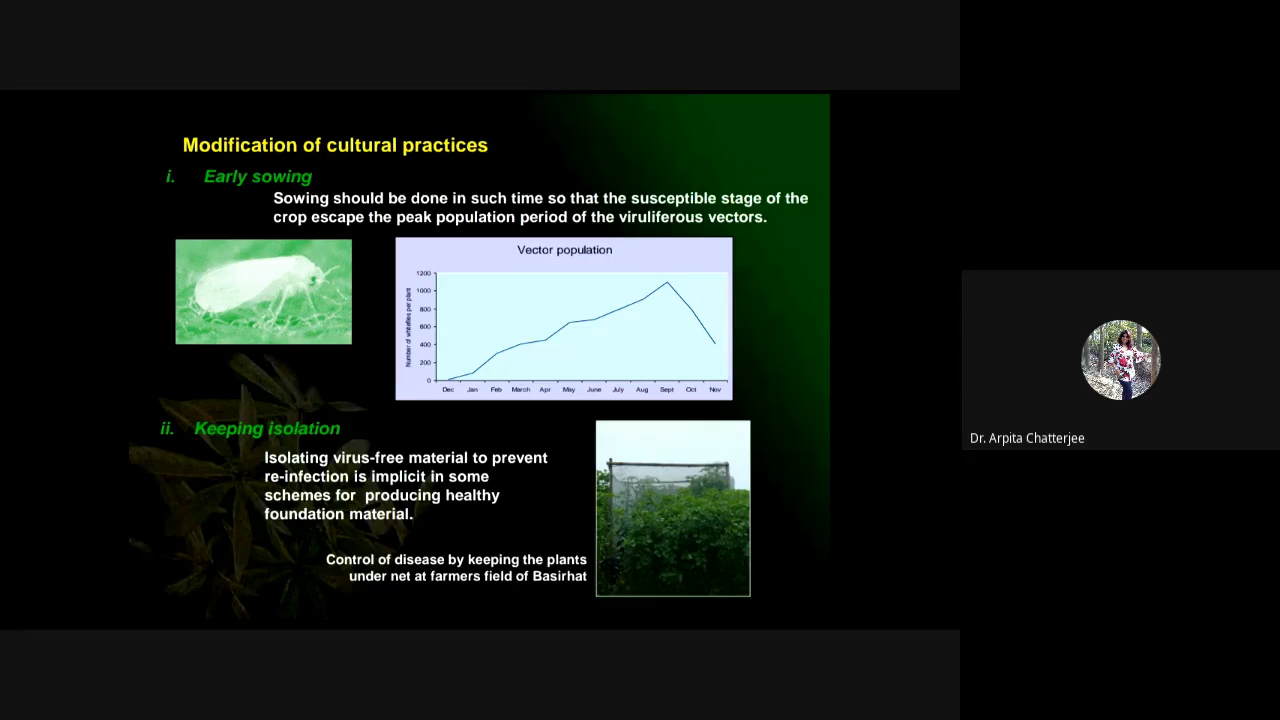 Modification of cultural practices
i. Early sowing
Sowing should be done in such time so that the susceptible stage of the
crop escape the peak population period of the viruliferous vectors.
Vector population
Number of whiteflies per plant
1200
1000
800
600
400
200
0
Dec Jan Feb March Apr May June July Aug Sept Oct Nov
ii. Keeping isolation
Isolating virus-free material to prevent
re-infection is implicit in some
schemes for producing healthy
foundation material.
Control of disease by keeping the plants
under net at farmers field of Basirhat
Dr. Arpita Chatterjee